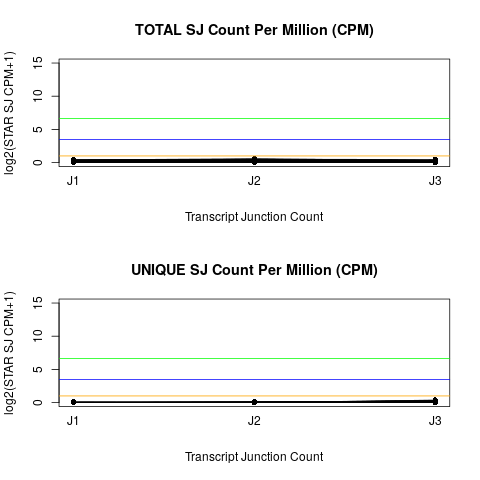 TOTAL SJ Count Per Million (CPM)
log2(STAR SJ CPM+1)
15
10
5
0
J1 J2 J3
Transcript Junction Count
UNIQUE SJ Count Per Million (CPM)
log2(STAR SJ CPM+1)
15
10
5
0
J1 J2 J3
Transcript Junction Count